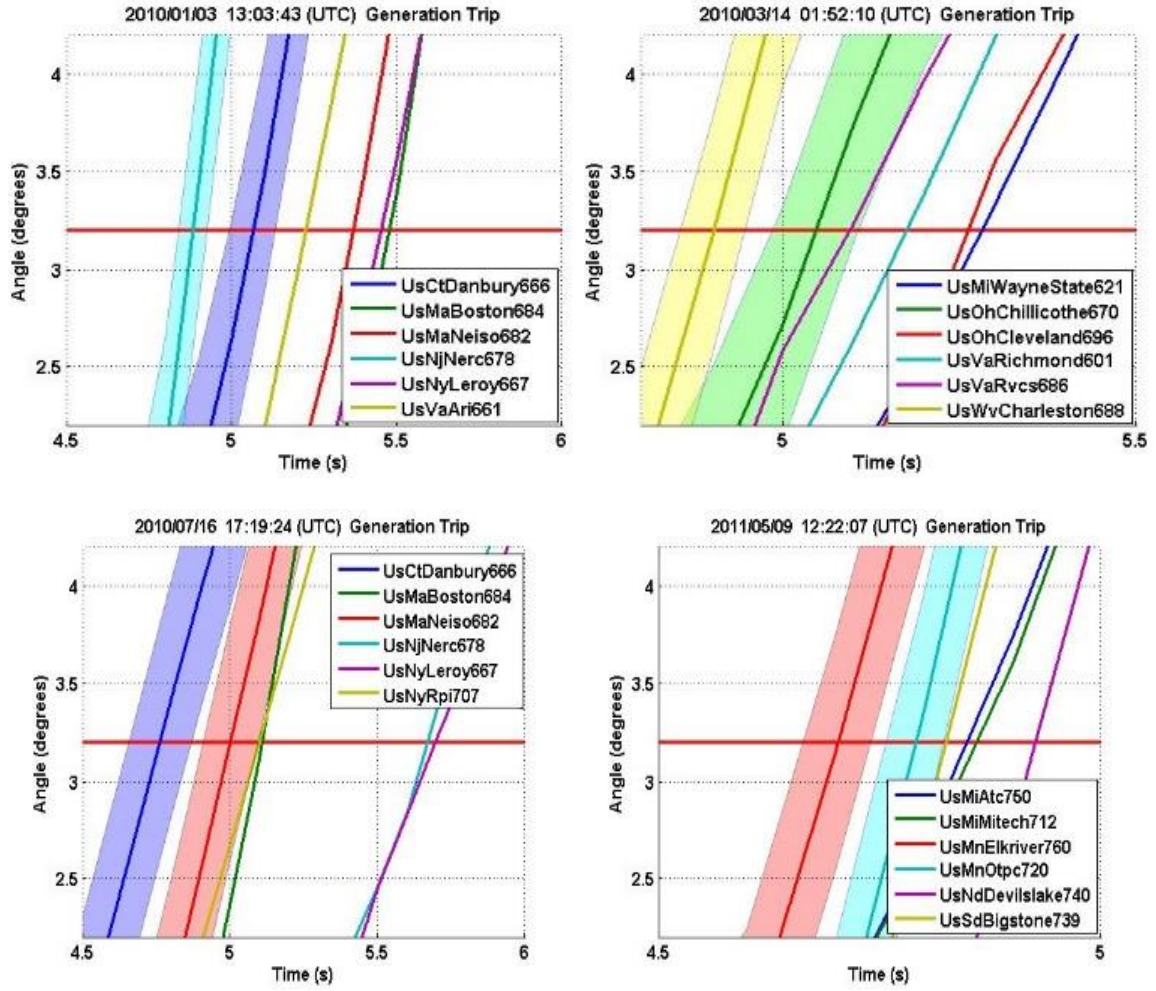 2010/01/03 13:03:43 (UTC) Generation Trip
Angle (degrees)
4
3.5
3
2.5
4.5
5
5.5
6
Time (s)
UsCtDanbury666
UsMaBoston684
UsMaNeiso682
UsNjNerc678
UsNyLeroy667
UsVaAri661
2010/03/14 01:52:10 (UTC) Generation Trip
Angle (degrees)
4
3.5
3
2.5
5
5.5
Time (s)
UsMiWayneState621
UsOhChillicothe670
UsOhCleveland696
UsVaRichmond601
UsVaRvcs686
UsWvCharleston688
2010/07/16 17:19:24 (UTC) Generation Trip
Angle (degrees)
4
3.5
3
2.5
4.5
5
5.5
6
Time (s)
UsCtDanbury666
UsMaBoston684
UsMaNeiso682
UsNjNerc678
UsNyLeroy667
UsNyRpi707
2011/05/09 12:22:07 (UTC) Generation Trip
Angle (degrees)
4
3.5
3
2.5
4.5
5
Time (s)
UsMiAtc750
UsMiMitech712
UsMnElkriver760
UsMnOtpc720
UsNdDevilslake740
UsSdBigstone739